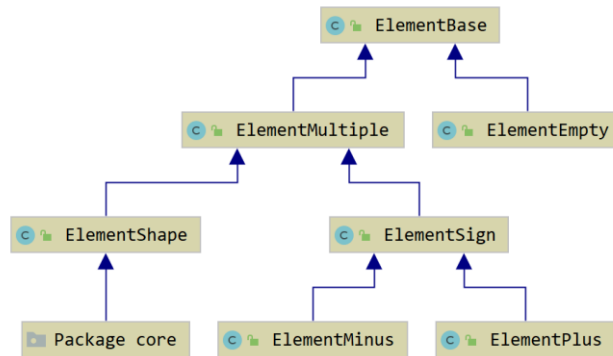 C ElementBase
C ElementMultiple
C ElementEmpty
C ElementShape
C ElementSign
Package core
C ElementMinus
C ElementPlus